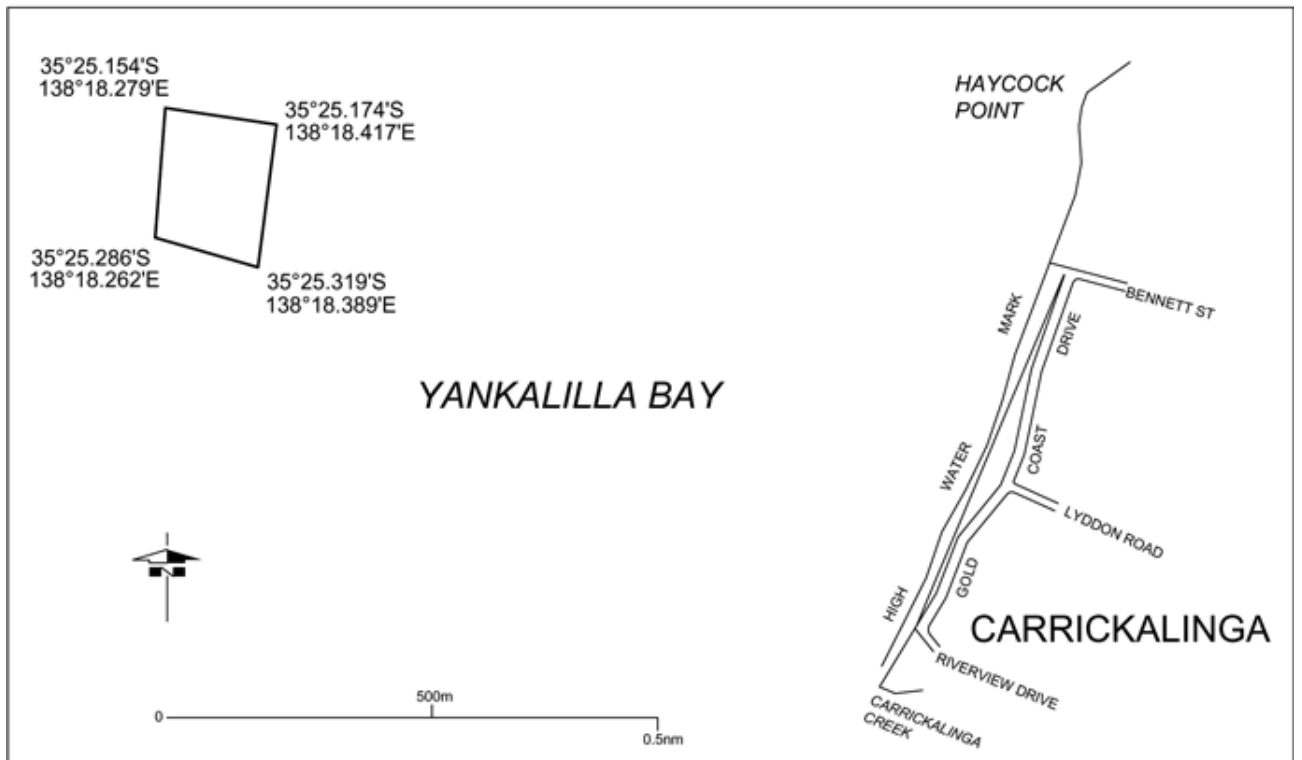 35°25.154'S
138°18.279'E
35°25.174'S
138°18.417'E
35°25.286'S
138°18.262'E
35°25.319'S
138°18.389'E
HAYCOCK
POINT
BENNETT ST
MARK
DRIVE
YANKALILLA BAY
COAST
WATER
LYDDON ROAD
GOLD
HIGH
CARRICKALINGA
RIVERVIEW DRIVE
CARRICKALINGA
CREEK
N
0
500m
0.5nm